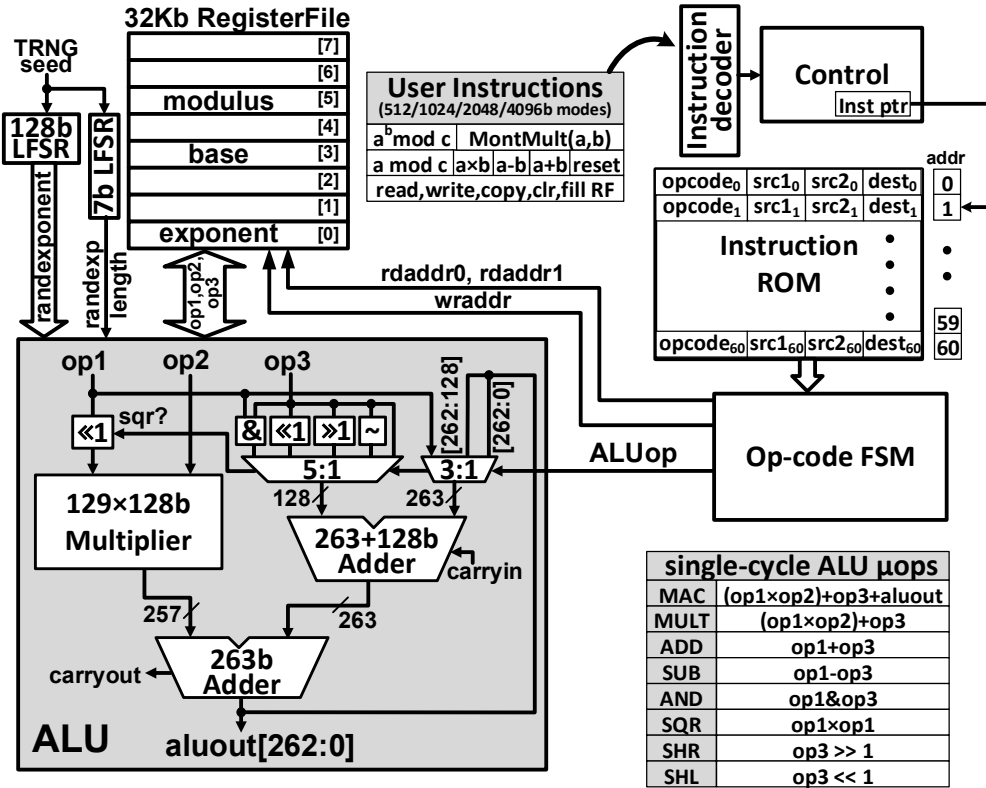 32Kb RegisterFile
TRNG
seed
128b
LFSR
7b LFSR
randexponent
randexp
length
[7]
[6]
modulus [5]
[4]
base [3]
[2]
[1]
exponent [0]
op1,op2,
op3
User Instructions
(512/1024/2048/4096b modes)
a^b mod c MontMult(a,b)
a mod c a×b a-b a+b reset
read,write,copy,clr,fill RF
Instruction
decoder
Control
Inst ptr
addr
opcode₀ src1₀ src2₀ dest₀ 0
opcode₁ src1₁ src2₁ dest₁ 1
Instruction
ROM
59
opcode₆₀ src1₆₀ src2₆₀ dest₆₀ 60
rdaddr0, rdaddr1
wraddr
Op-code FSM
ALUop
op1 op2 op3
[262:128]
[262:0]
sqr?
«1 & «1 »1 ~
5:1 3:1
128 263
129×128b
Multiplier
263+128b
Adder
carryin
257 263
263b
Adder
carryout
ALU
aluout[262:0]
single-cycle ALU μops
MAC (op1×op2)+op3+aluout
MULT (op1×op2)+op3
ADD op1+op3
SUB op1-op3
AND op1&op3
SQR op1×op1
SHR op3 >> 1
SHL op3 << 1